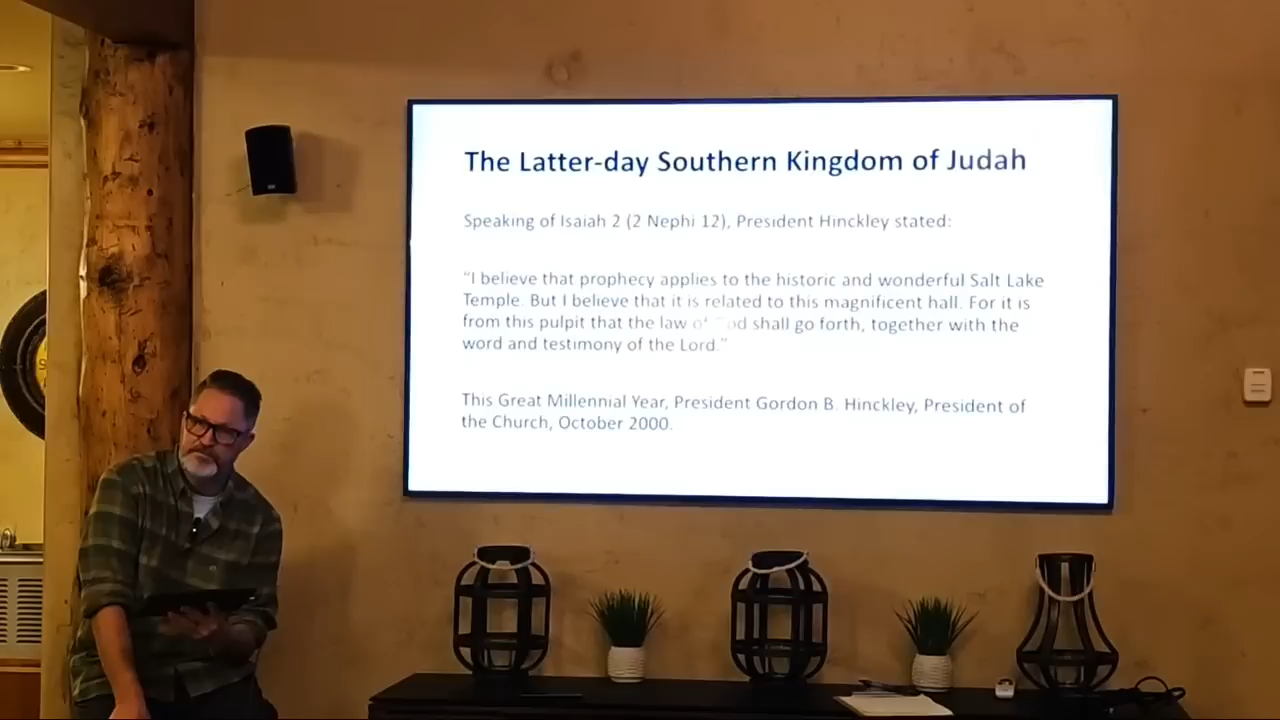 The Latter-day Southern Kingdom of Judah
Speaking of Isaiah 2 (2 Nephi 12), President Hinckley stated:
“I believe that prophecy applies to the historic and wonderful Salt Lake
Temple. But I believe that it is related to this magnificent hall. For it is
from this pulpit that the law of God shall go forth, together with the
word and testimony of the Lord.”
This Great Millennial Year, President Gordon B. Hinckley, President of
the Church, October 2000.